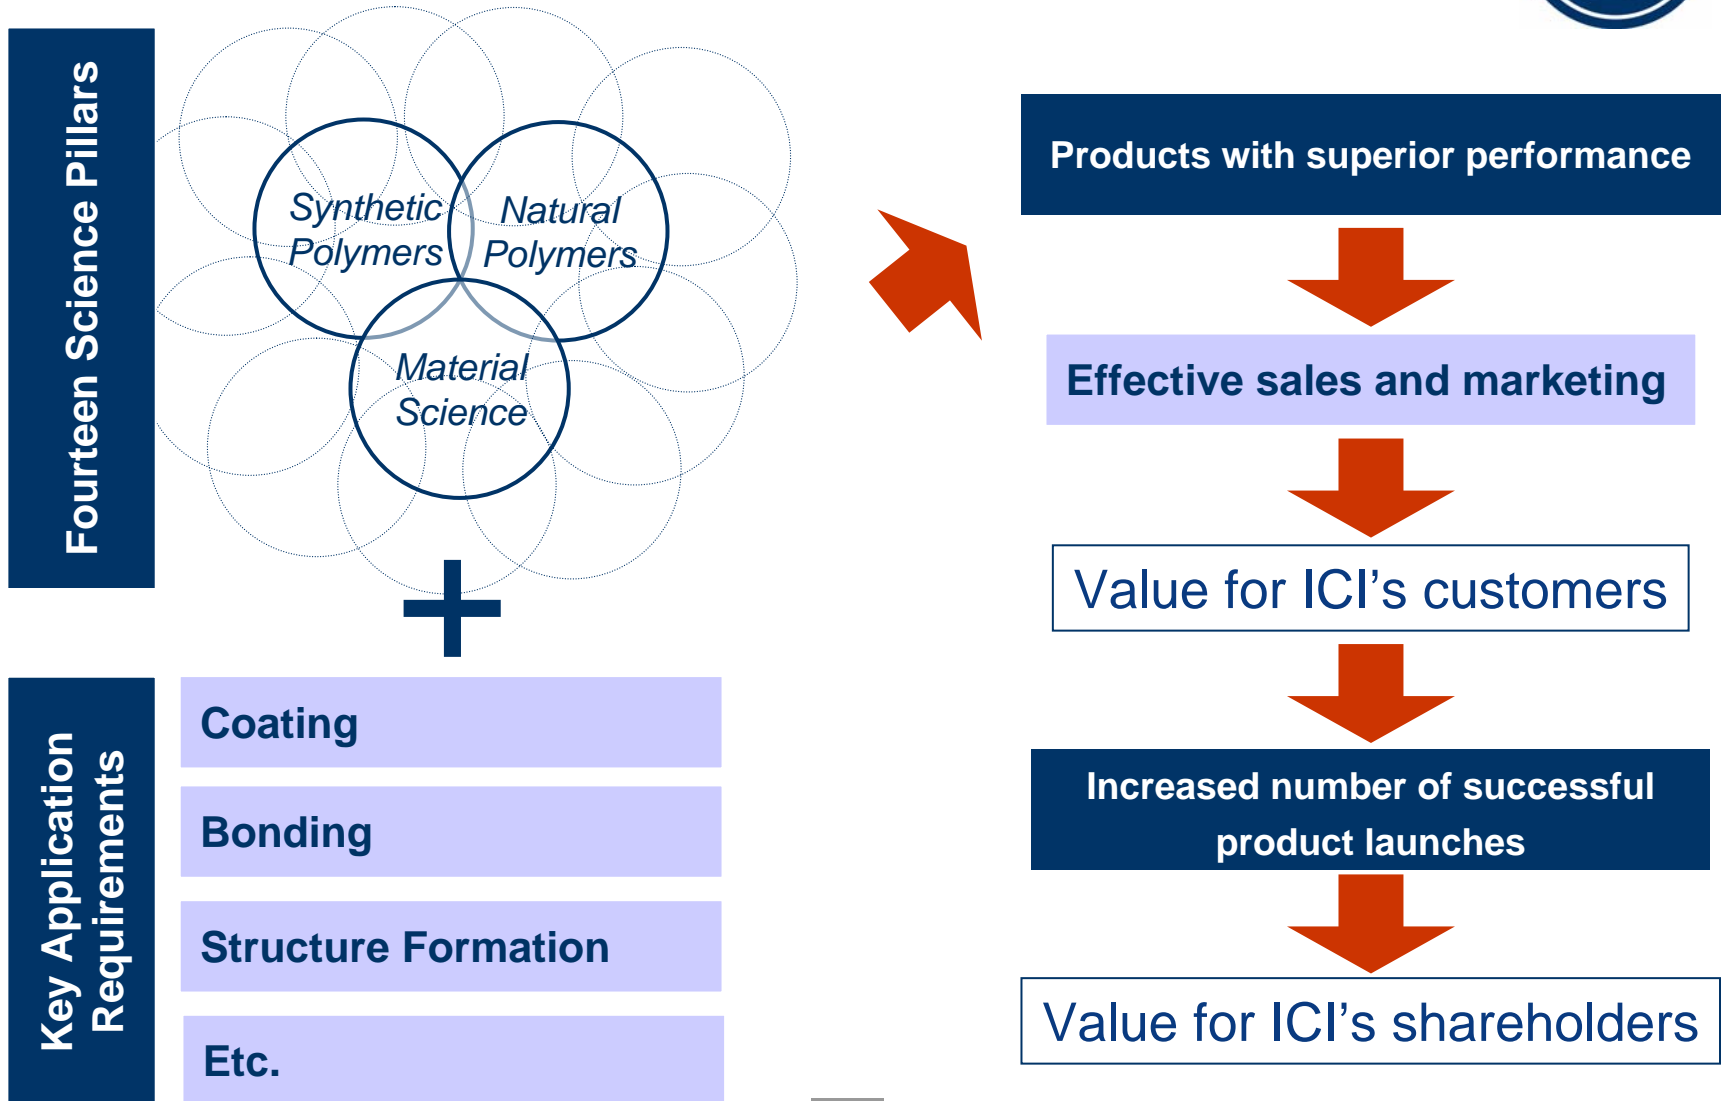 Fourteen Science Pillars
Synthetic
Polymers
Natural
Polymers
Material
Science
Key Application
Requirements
Coating
Bonding
Structure Formation
Etc.
Products with superior performance
Effective sales and marketing
Value for ICI’s customers
Increased number of successful
product launches
Value for ICI’s shareholders